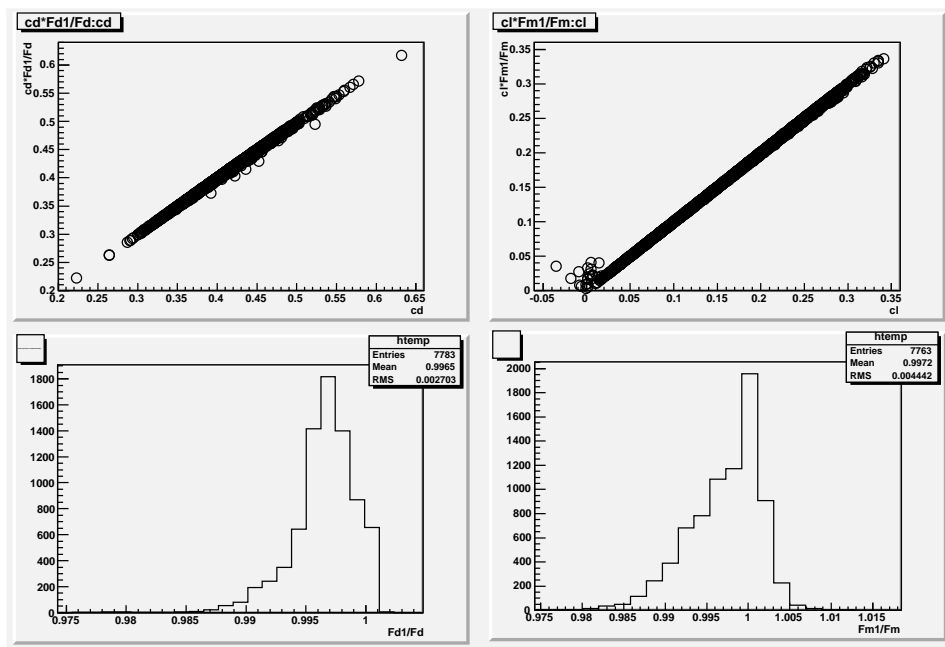 cd*Fd1/Fd:cd
cd*Fd1/Fd
0.6
0.55
0.5
0.45
0.4
0.35
0.3
0.25
0.2
0.2 0.25 0.3 0.35 0.4 0.45 0.5 0.55 0.6 0.65
cd
cl*Fm1/Fm:cl
cl*Fm1/Fm
0.35
0.3
0.25
0.2
0.15
0.1
0.05
0
-0.05 0 0.05 0.1 0.15 0.2 0.25 0.3 0.35
cl
htemp
Entries 7783
Mean 0.9965
RMS 0.002703
1800
1600
1400
1200
1000
800
600
400
200
0
0.975 0.98 0.985 0.99 0.995 1
Fd1/Fd
htemp
Entries 7763
Mean 0.9972
RMS 0.004442
2000
1800
1600
1400
1200
1000
800
600
400
200
0
0.975 0.98 0.985 0.99 0.995 1 1.005 1.01 1.015
Fm1/Fm